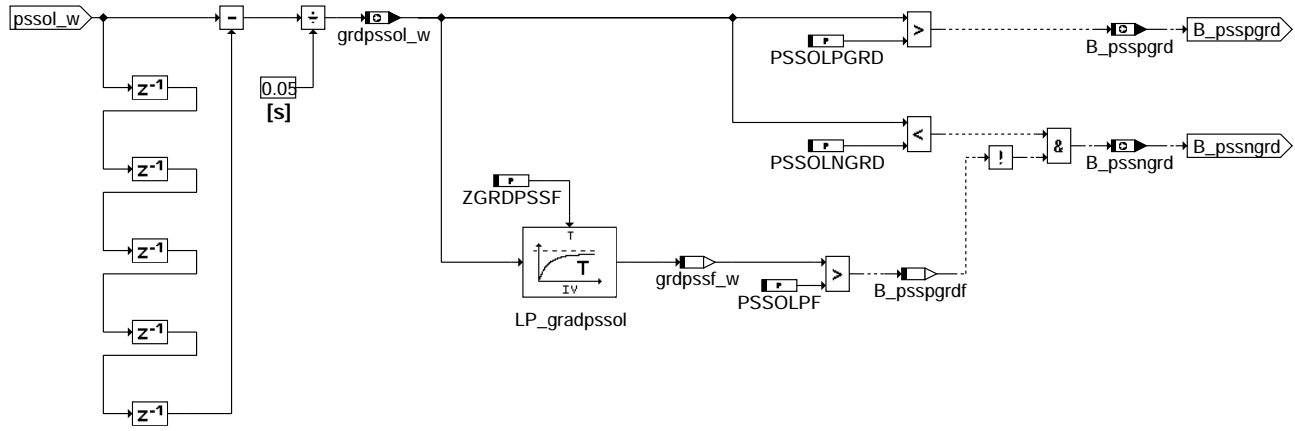 pssol_w
-
÷
grdpssol_w
0.05
[s]
P
PSSOLPGRD
>
B_psspgrd
B_psspgrd
z-1
z-1
z-1
z-1
z-1
P
PSSOLNGRD
<
!
&
B_pssngrd
B_pssngrd
P
ZGRDPSSF
T
T
IV
LP_gradpssol
grdpssf_w
P
PSSOLPF
>
B_psspgrdf